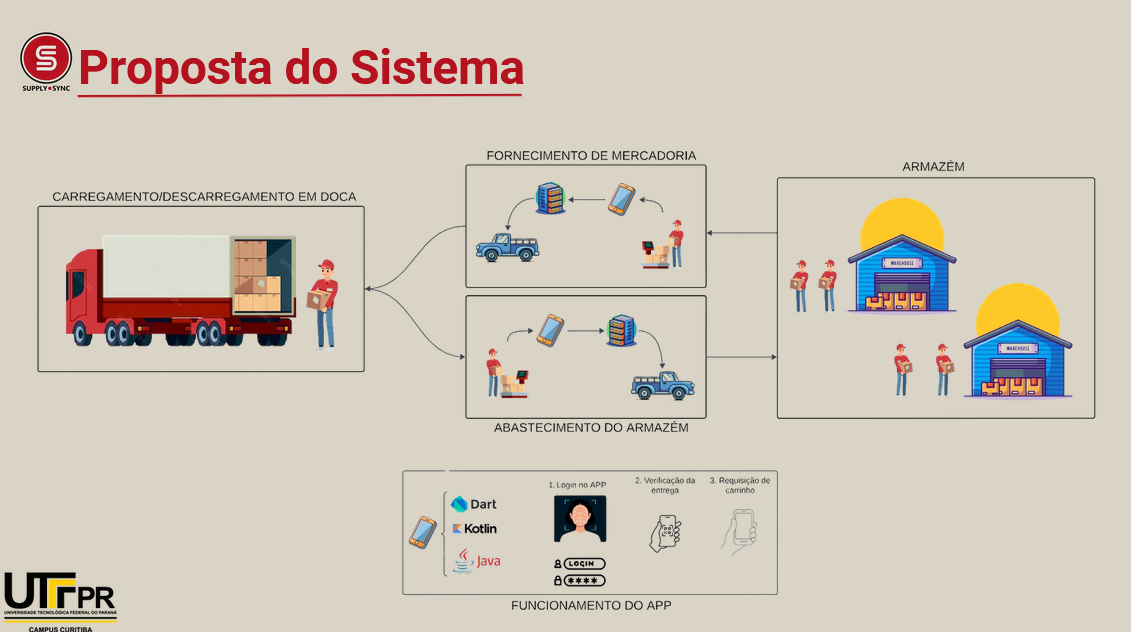 SUPPLY•SYNC
Proposta do Sistema
CARREGAMENTO/DESCARREGAMENTO EM DOCA
FORNECIMENTO DE MERCADORIA
ARMAZÉM
WAREHOUSE
WAREHOUSE
ABASTECIMENTO DO ARMAZÉM
Dart
Kotlin
Java
1. Login no APP
LOGIN
****
2. Verificação da
entrega
3. Requisição de
carrinho
FUNCIONAMENTO DO APP
UTFPR
UNIVERSIDADE TECNOLÓGICA FEDERAL DO PARANÁ
CAMPUS CURITIBA